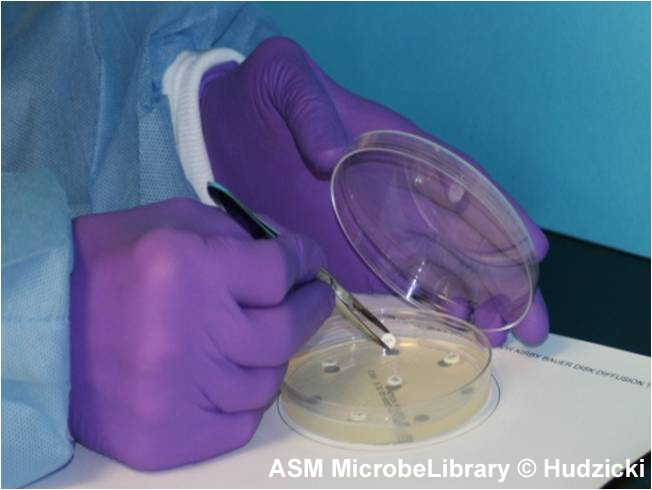 KIRBY BAUER DISK DIFFUSION T
ASM MicrobeLibrary © Hudzicki